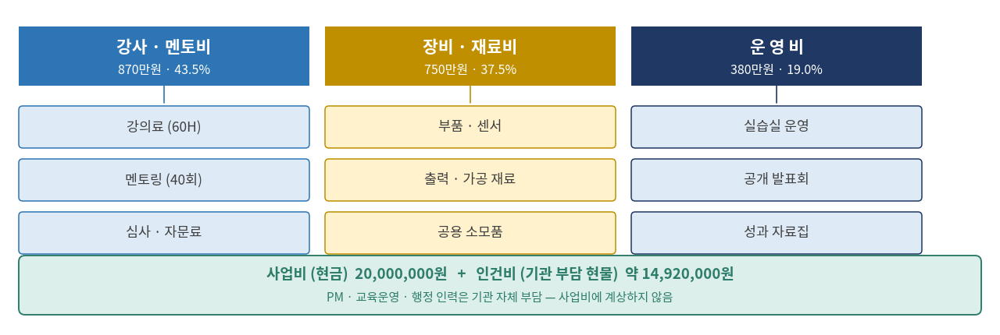 강사 · 멘토비
870만원 · 43.5%
강의료 (60H)
멘토링 (40회)
심사 · 자문료
장비 · 재료비
750만원 · 37.5%
부품 · 센서
출력 · 가공 재료
공용 소모품
운 영 비
380만원 · 19.0%
실습실 운영
공개 발표회
성과 자료집
사업비 (현금)  20,000,000원  +  인건비 (기관 부담 현물)  약 14,920,000원
PM · 교육운영 · 행정 인력은 기관 자체 부담 — 사업비에 계상하지 않음